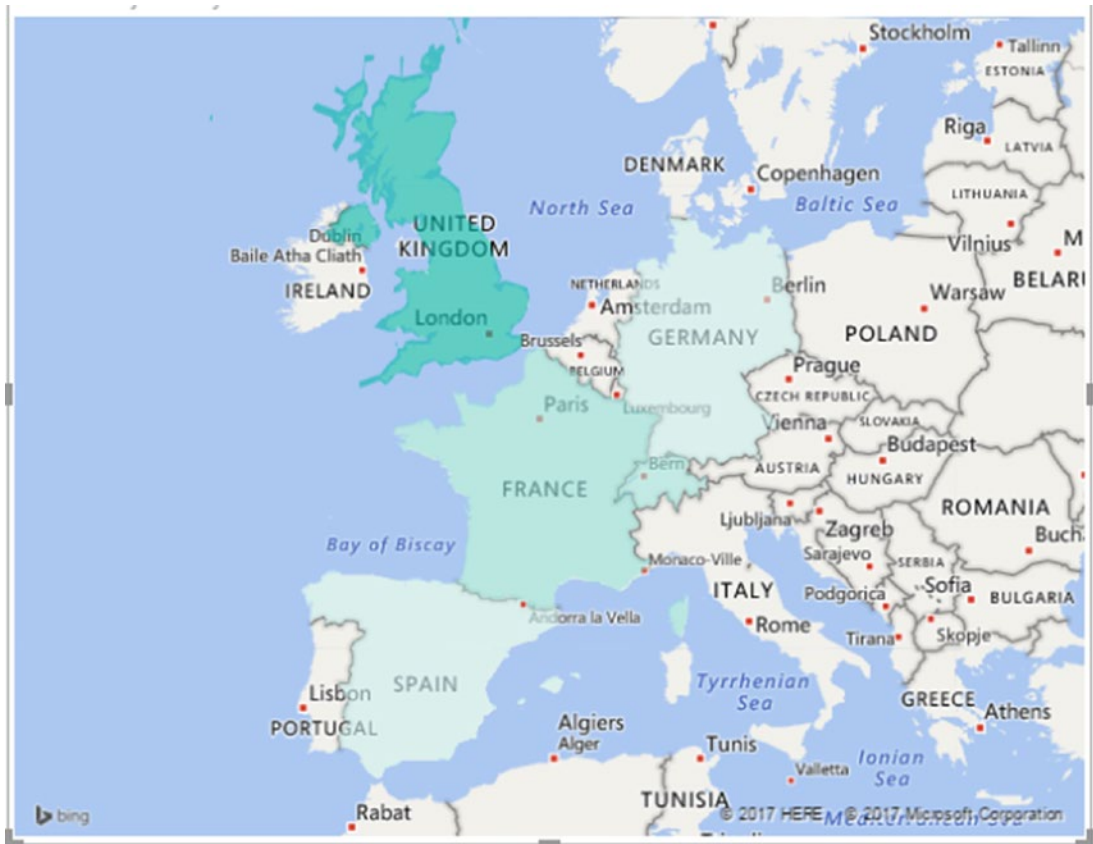 Stockholm
Tallinn
ESTONIA
Riga
LATVIA
DENMARK
Copenhagen
LITHUANIA
North Sea
Baltic Sea
UNITED
KINGDOM
Dublin
Baile Atha Cliath
IRELAND
Vilnius
M
BELARU
NETHERLANDS
Amsterdam
Berlin
Warsaw
London
Brussels
GERMANY
POLAND
BELGIUM
Prague
CZECH REPUBLIC
Paris
Luxembourg
Vienna
SLOVAKIA
Budapest
Bern
AUSTRIA
HUNGARY
FRANCE
ROMANIA
Ljubljana
Zagreb
Buch
Bay of Biscay
Monaco-Ville
Sarajevo
SERBIA
ITALY
Podgorica
Sofia
BULGARIA
Andorra la Vella
Rome
Tirana
Skopje
SPAIN
Lisbon
PORTUGAL
Tyrrhenian
Sea
GREECE
Athens
Algiers
Alger
Tunis
Ionian
Sea
Valletta
TUNISIA
bing
Rabat
© 2017 HERE
© 2017 Microsoft Corporation
Mediterranean Sea